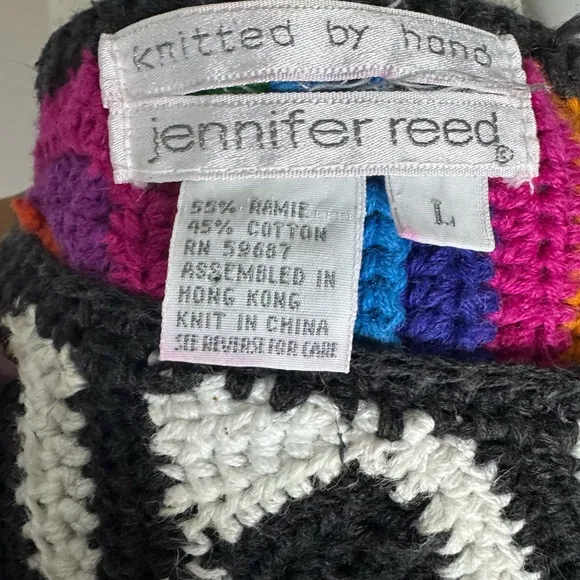 knitted by hand
jennifer reed®
55% RAMIE
45% COTTON
RN 59687
ASSEMBLED IN
HONG KONG
KNIT IN CHINA
SEE REVERSE FOR CARE
L